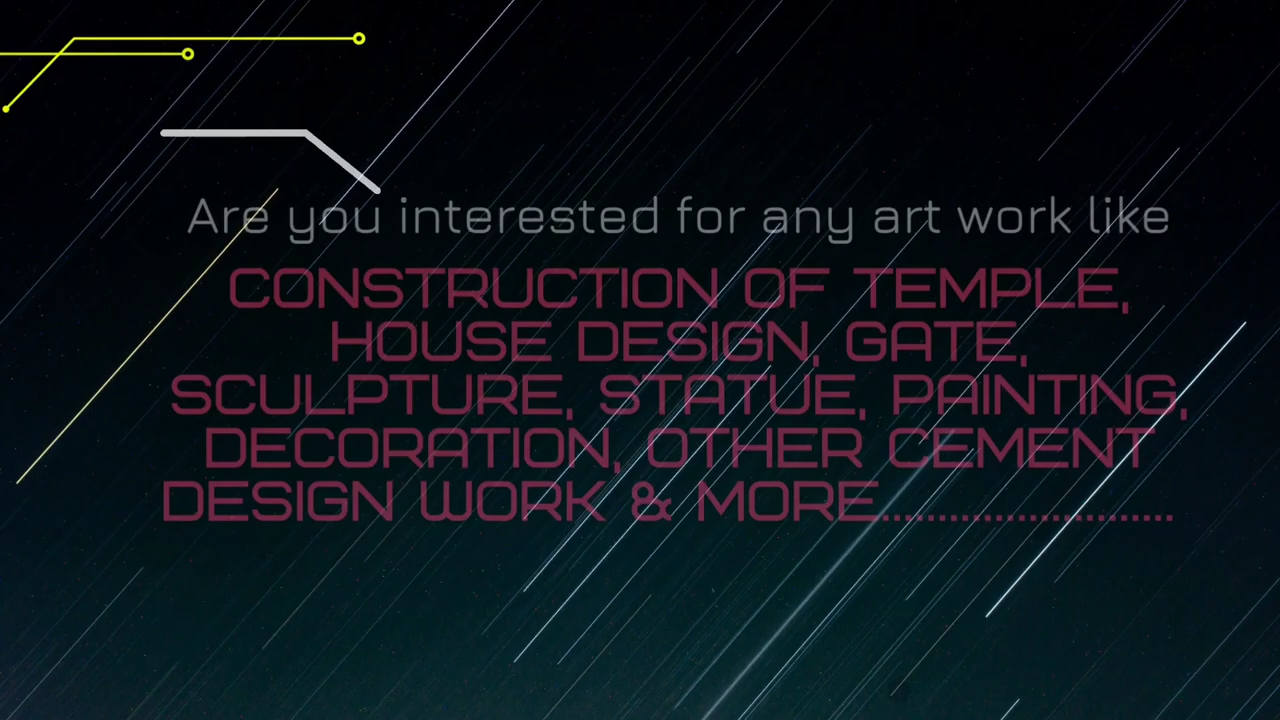 Are you interested for any art work like
CONSTRUCTION OF TEMPLE,
HOUSE DESIGN, GATE,
SCULPTURE, STATUE, PAINTING,
DECORATION, OTHER CEMENT
DESIGN WORK & MORE..........................